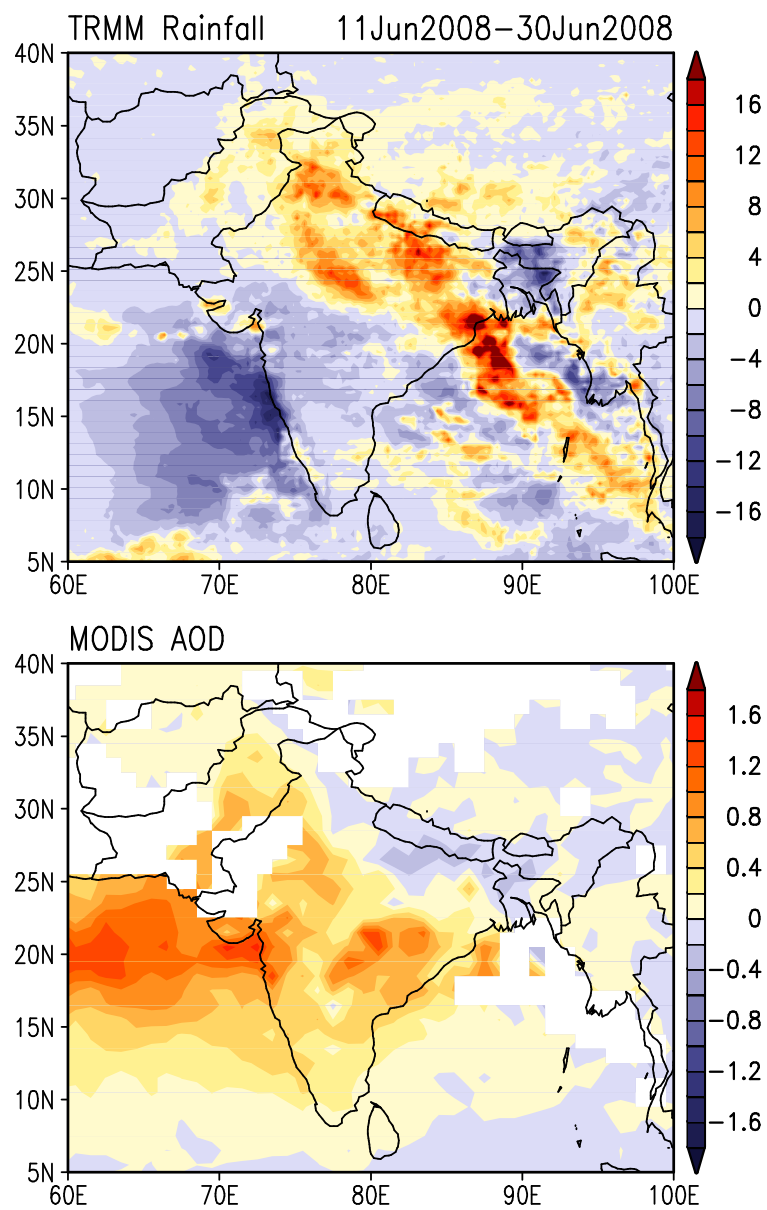 TRMM Rainfall 11Jun2008−30Jun2008
40N
35N
30N
25N
20N
15N
10N
5N
60E 70E 80E 90E 100E
16
12
8
4
0
−4
−8
−12
−16
MODIS AOD
40N
35N
30N
25N
20N
15N
10N
5N
60E 70E 80E 90E 100E
1.6
1.2
0.8
0.4
0
−0.4
−0.8
−1.2
−1.6